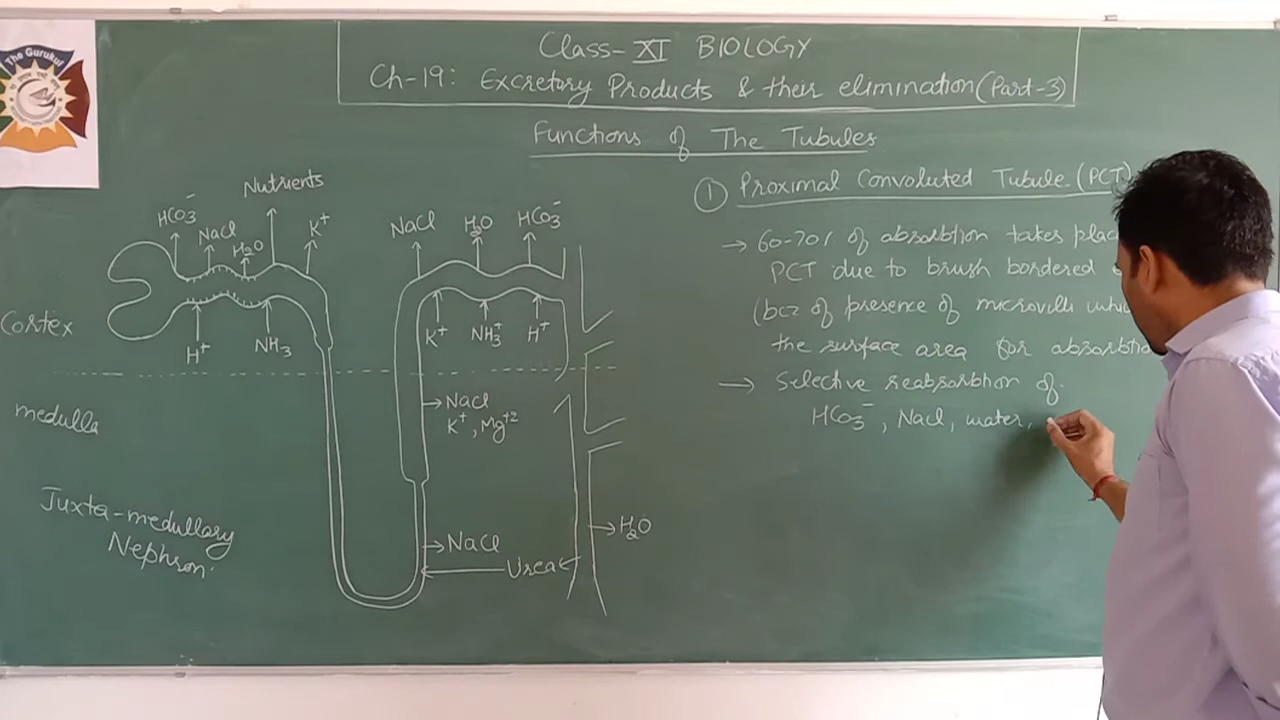 The Gurukul
Class-XI BIOLOGY
Ch-19: Excretory Products & their elimination (Part-3)
Functions of The Tubules
Nutrients
HCO3⁻
NaCl
H2O
K⁺
H⁺
NH3
NaCl
H2O
HCO3⁻
K⁺
NH3⁺
H⁺
Cortex
medulla
NaCl
K⁺, Mg⁺²
Juxta-medullary
Nephron.
NaCl
Urea
H2O
① Proximal Convoluted Tubule (PCT)
→ 60-70% of absorbtion takes
PCT due to brush bordered
(bcz of presence of microvilli
the surface area for
→ Selective reabsorbtion of
HCO3⁻, NaCl, water,